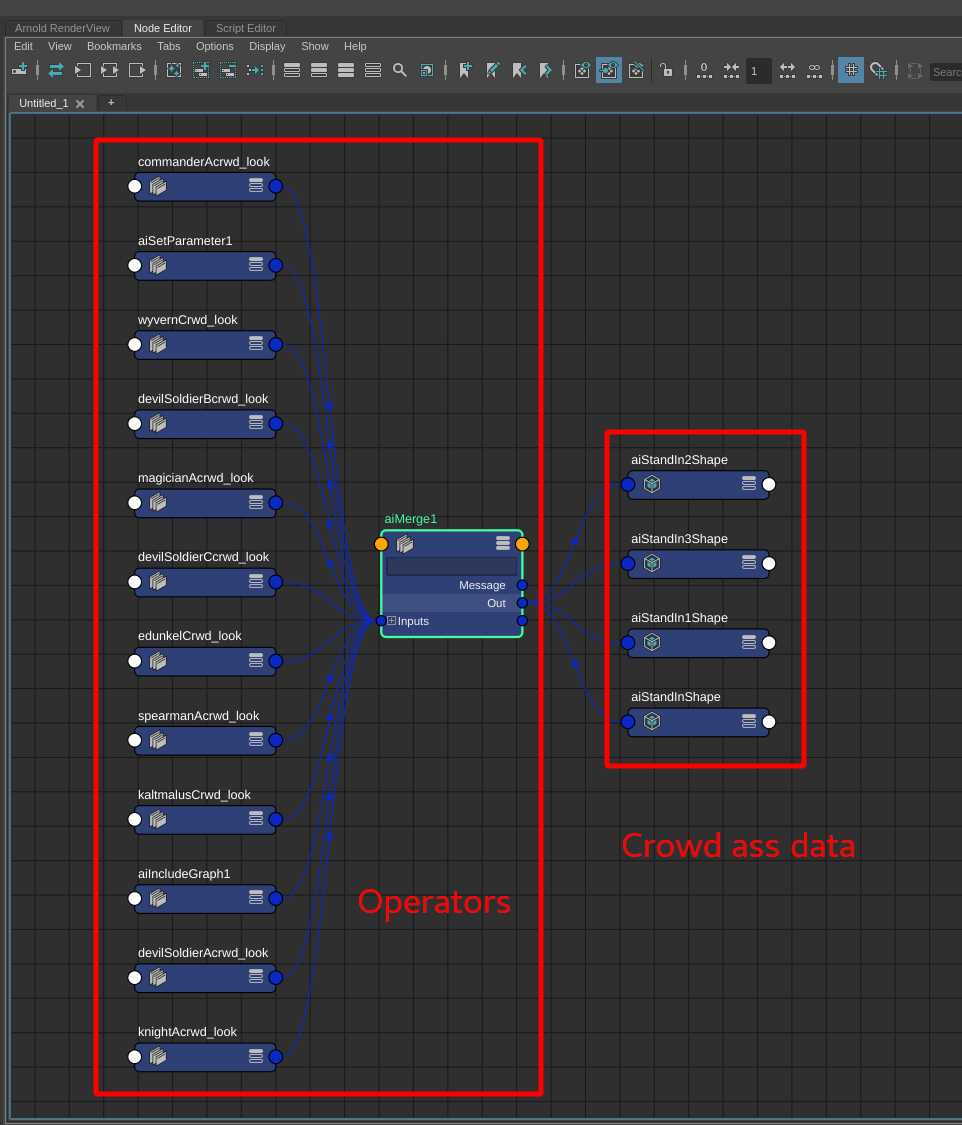 Arnold RenderView Node Editor Script Editor
Edit View Bookmarks Tabs Options Display Show Help
0 1 ∞ Searc
Untitled_1 +
commanderAcrwd_look
aiSetParameter1
wyvernCrwd_look
devilSoldierBcrwd_look
magicianAcrwd_look
devilSoldierCcrwd_look
edunkelCrwd_look
spearmanAcrwd_look
kaltmalusCrwd_look
aiIncludeGraph1
devilSoldierAcrwd_look
knightAcrwd_look
Operators
aiMerge1
Message
Out
Inputs
aiStandIn2Shape
aiStandIn3Shape
aiStandIn1Shape
aiStandInShape
Crowd ass data